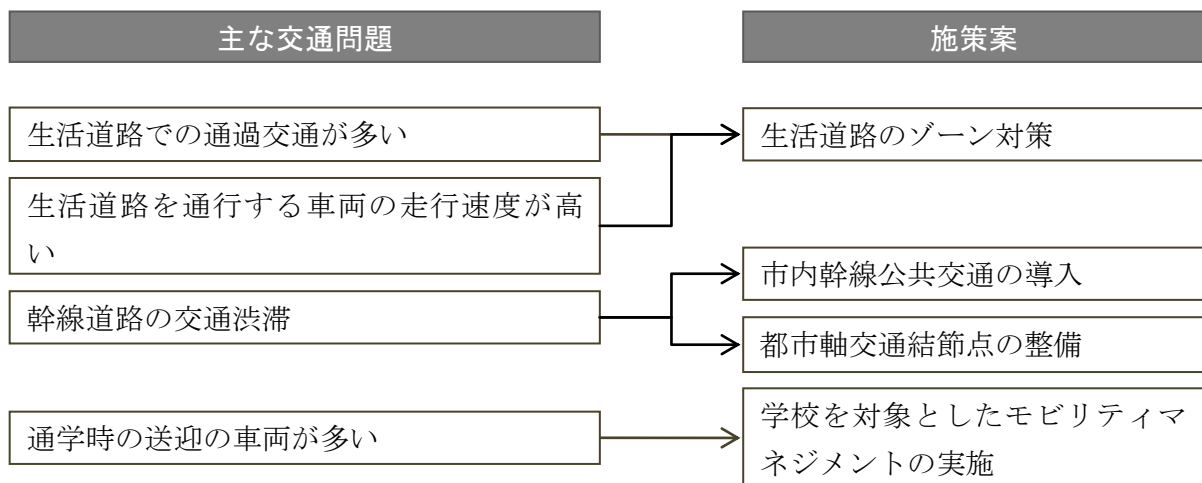 主な交通問題
施策案
生活道路での通過交通が多い
生活道路のゾーン対策
生活道路を通行する車両の走行速度が高
い
市内幹線公共交通の導入
幹線道路の交通渋滞
都市軸交通結節点の整備
通学時の送迎の車両が多い
学校を対象としたモビリティマ
ネジメントの実施